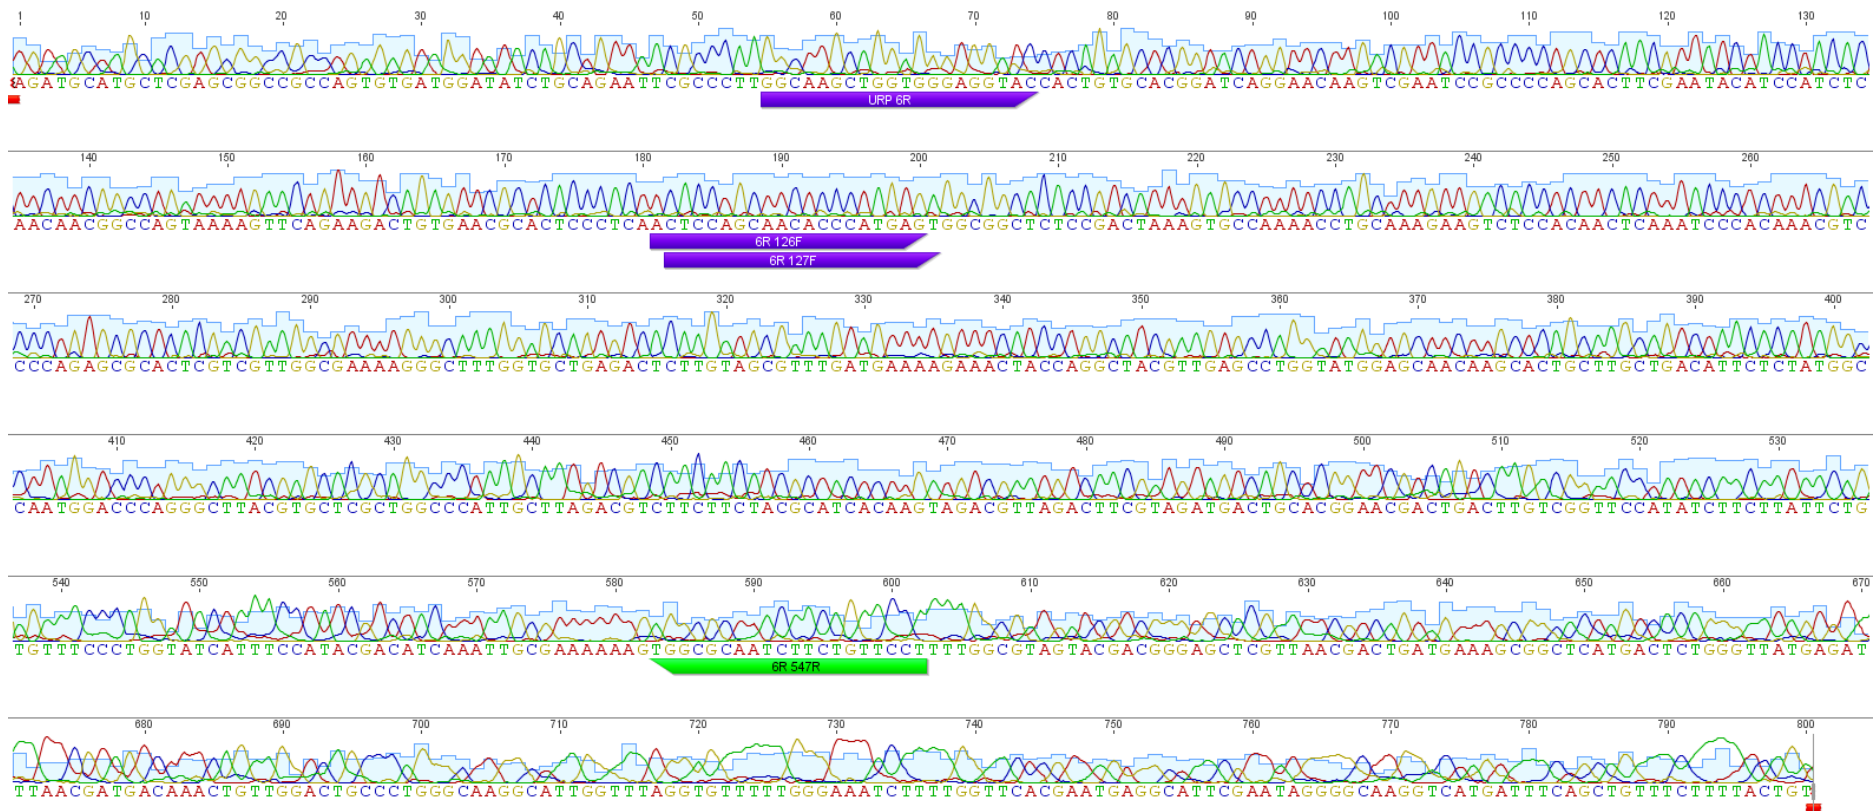 1 10 20 30 40 50 60 70 80 90 100 110 120 130
AGATGCATGCTCGAGCGGCCGCCAGTGTGATGGATATCTGCAGAATTCGCCCTTGGCAAGCTGGTGGGAGGTACCACTGTGCACGGATCAGGAACAAGTCGAATCCGCCCCAGCACTTCGAATACATCCATCTC
URP 6R
140 150 160 170 180 190 200 210 220 230 240 250 260
AACAACGGCCAGTAAAAGTTCAGAAGACTGTGAACGCACTCCCTCAACTCCAGCAACACCCATGAGTGGCGGCTCTCCGACTAAAGTGCCAAAACCTGCAAAGAAGTCTCCACAACTCAAATCCCACAAACGTC
6R 126F
6R 127F
270 280 290 300 310 320 330 340 350 360 370 380 390 400
CCCAGAGCGCACTCGTCGTTGGCGAAAAGGGCTTTGGTGCTGAGACTCTTGTAGCGTTTGATGAAAAGAAACTACCAGGCTACGTTGAGCCTGGTATGGAGCAACAAGCACTGCTTGCTGACATTCTCTATGGC
410 420 430 440 450 460 470 480 490 500 510 520 530
CAATGGACCCAGGGCTTACGTGCTCGCTGGCCCATTGCTTAGACGTCTTCTTCTACGCATCACAAGTAGACGTTAGACTTCGTAGATGACTGCACGGAACGACTGACTTGTCGGTTCCATATCTTCTTATTCTG
540 550 560 570 580 590 600 610 620 630 640 650 660 670
TGTTTCCCTGGTATCATTTCCATACGACATCAAATTGCGAAAAAAGTGGCGCAATCTTCTGTTCCTTTTGGCGTAGTACGACGGGAGCTCGTTAACGACTGATGAAAGCGGCTCATGACTCTGGGTTATGAGAT
6R 547R
680 690 700 710 720 730 740 750 760 770 780 790 800
TTAACGATGACAAACTGTTGGACTGCCCTGGGCAAGGCATTGGTTTAGGTGTTTTTGGGAAATCTTTTGGTTCACGAATGAGGCATTCGAATAGGGGCAAGGTCATGATTTCAGCTGTTTCTTTTACTGT